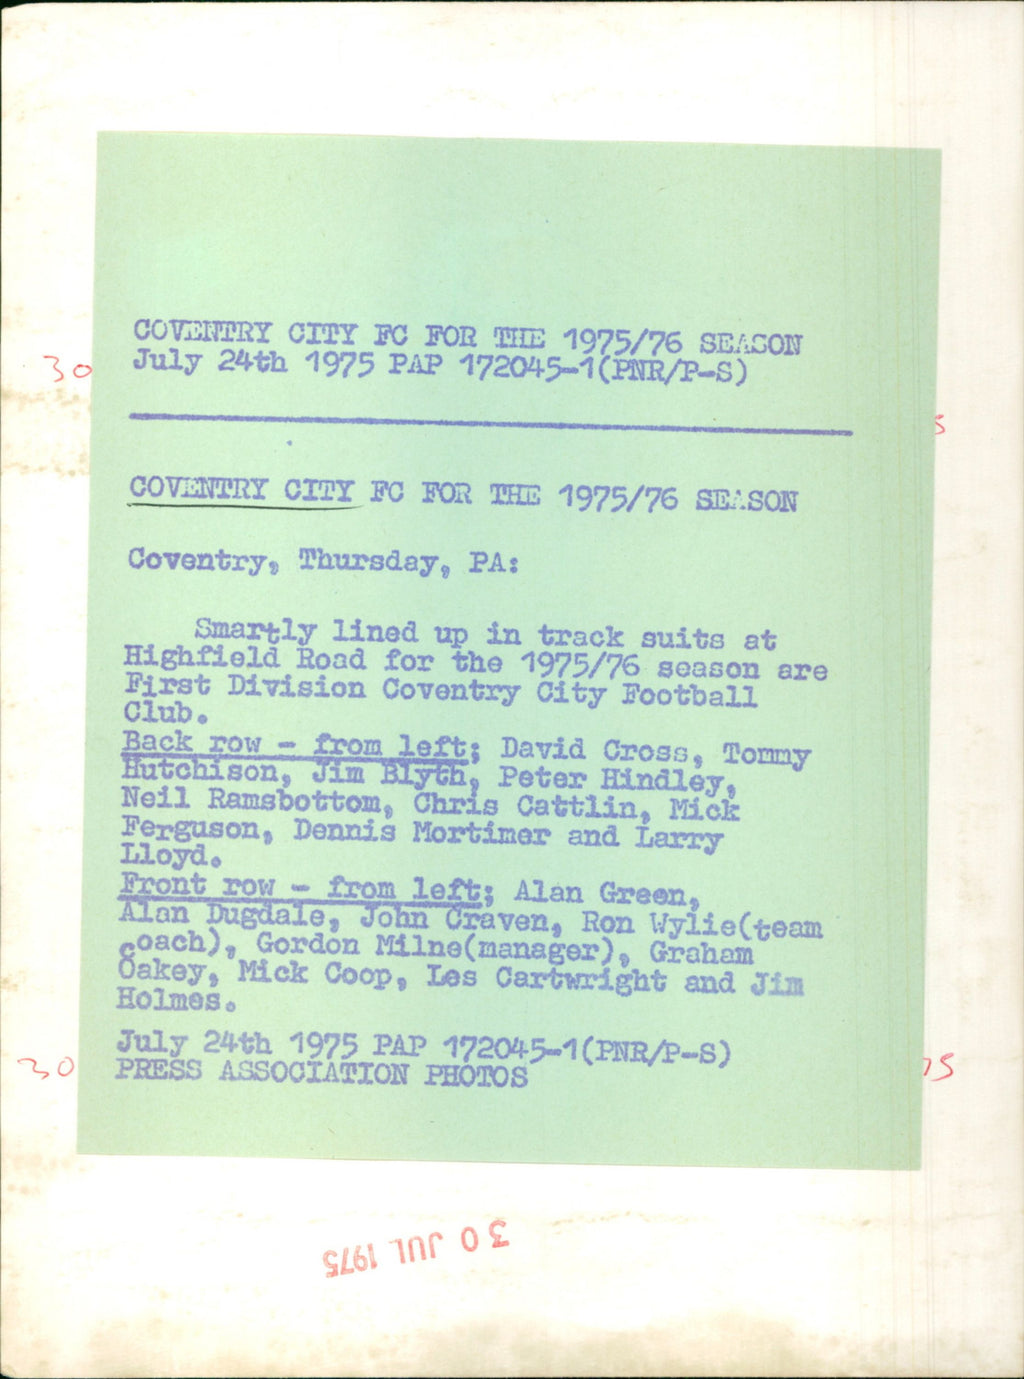 COVENTRY CITY FC FOR THE 1975/76 SEASON
July 24th 1975 PAP 172045-1(PNR/P-S)
30
COVENTRY CITY FC FOR THE 1975/76 SEASON
Coventry, Thursday, PA:
Smartly lined up in track suits at
Highfield Road for the 1975/76 season are
First Division Coventry City Football
Club.
Back row - from left; David Cross, Tommy
Hutchison, Jim Blyth, Peter Hindley,
Neil Ramsbottom, Chris Cattlin, Mick
Ferguson, Dennis Mortimer and Larry
Lloyd.
Front row - from left; Alan Green,
Alan Dugdale, John Craven, Ron Wylie(team
coach), Gordon Milne(manager), Graham
Oakey, Mick Coop, Les Cartwright and Jim
Holmes.
July 24th 1975 PAP 172045-1(PNR/P-S)
PRESS ASSOCIATION PHOTOS
30
30 JUL 1975